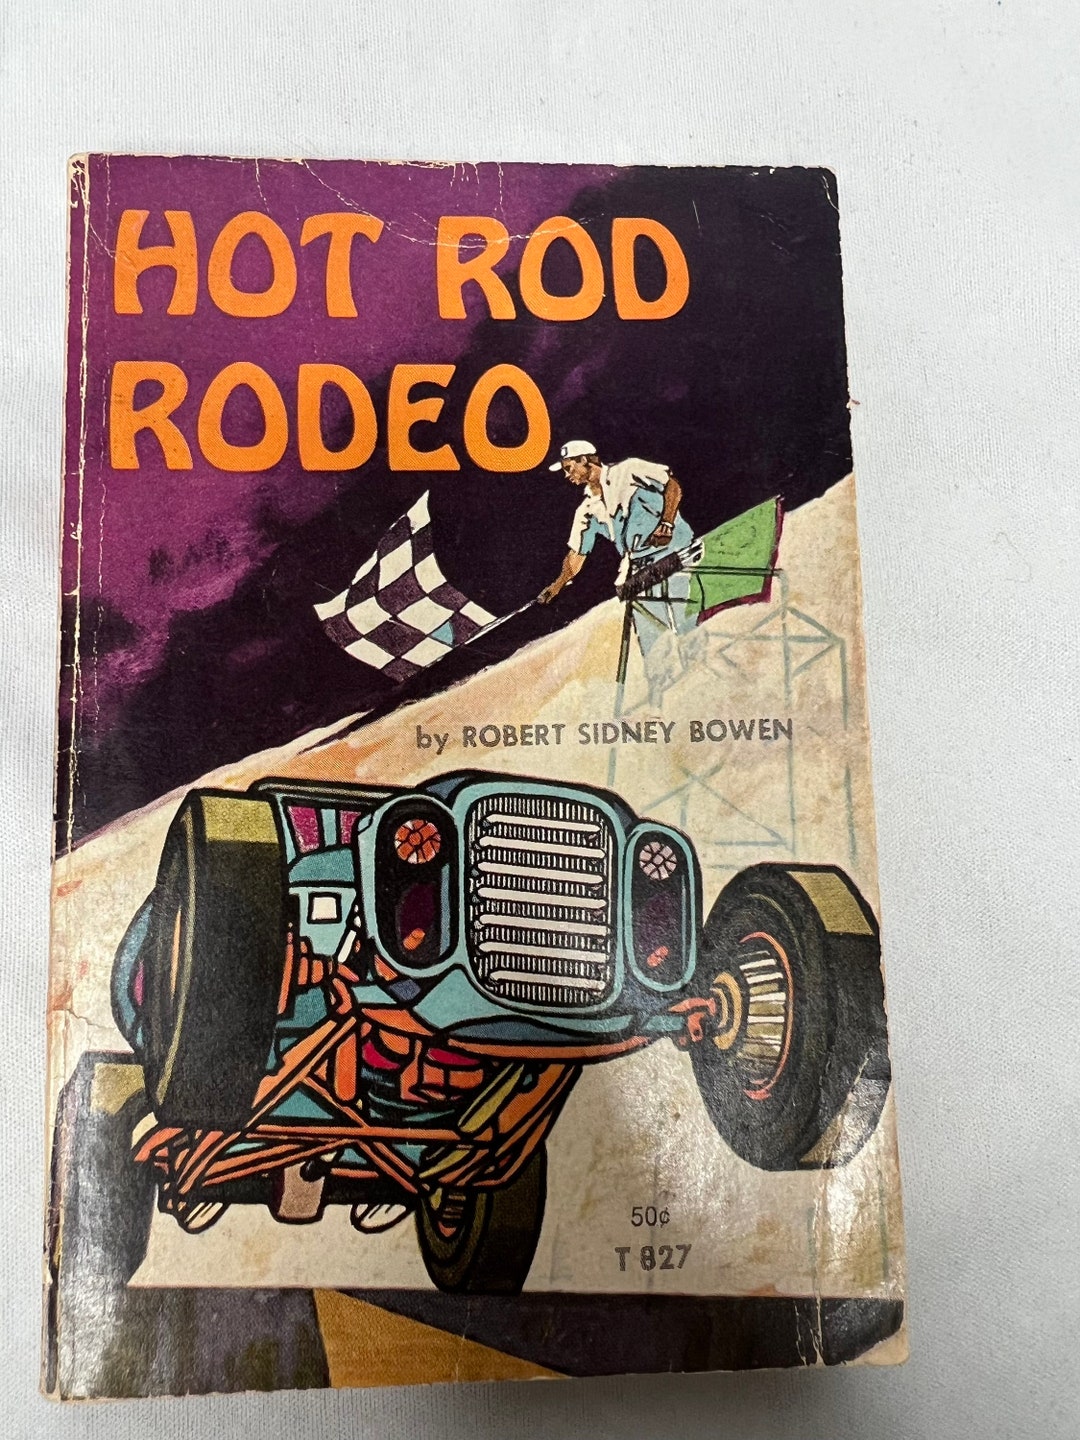 HOT ROD
RODEO
by ROBERT SIDNEY BOWEN
50¢
T 827